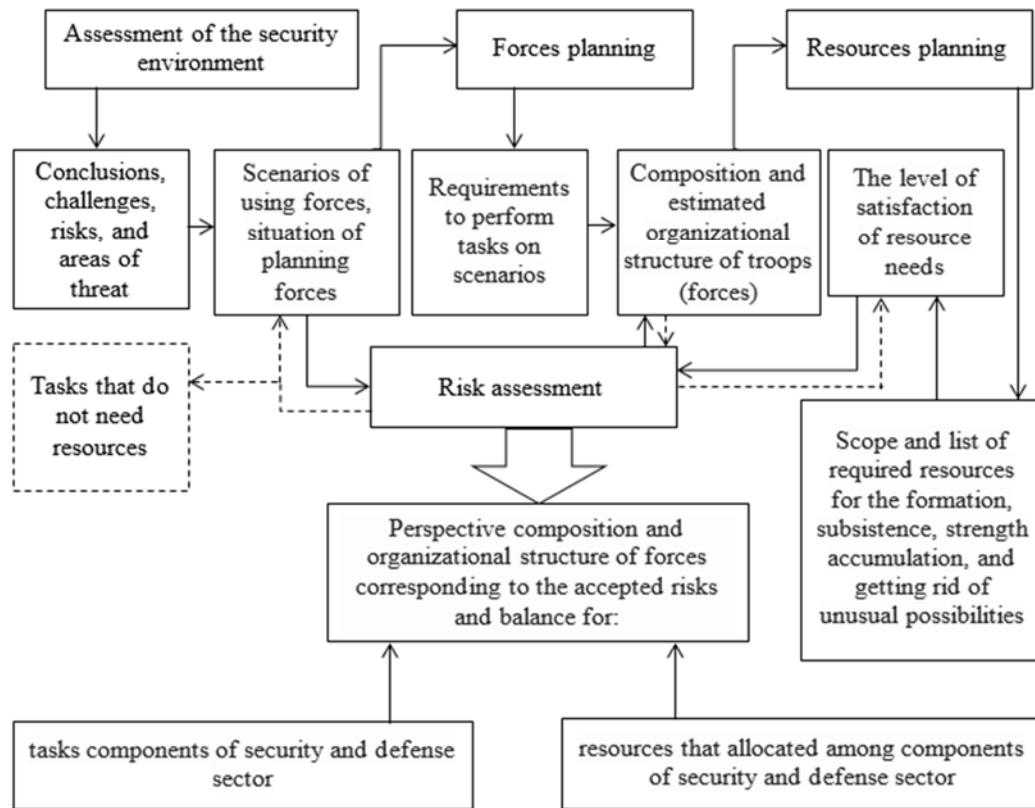 Assessment of the security
environment
Forces planning
Resources planning
Conclusions,
challenges,
risks, and
areas of
threat
Scenarios of
using forces,
situation of
planning
forces
Requirements
to perform
tasks on
scenarios
Composition and
estimated
organizational
structure of troops
(forces)
The level of
satisfaction
of resource
needs
Tasks that do
not need
resources
Risk assessment
Scope and list of
required resources
for the formation,
subsistence, strength
accumulation, and
getting rid of
unusual possibilities
Perspective composition and
organizational structure of forces
corresponding to the accepted risks
and balance for:
tasks components of security and defense
sector
resources that allocated among components
of security and defense sector